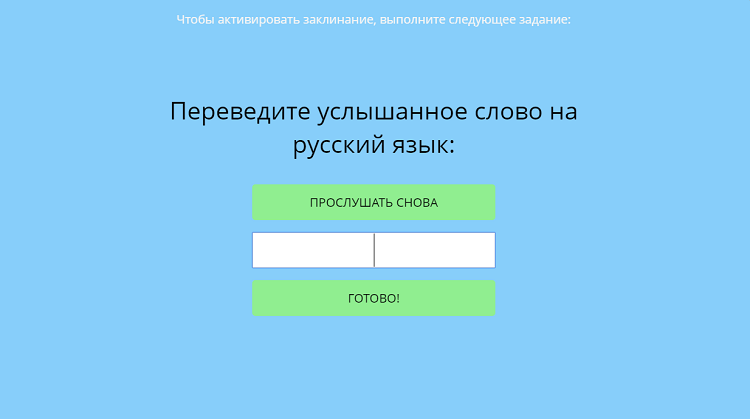 Чтобы активировать заклинание, выполните следующее задание:
Переведите услышанное слово на
русский язык:
ПРОСЛУШАТЬ СНОВА
ГОТОВО!